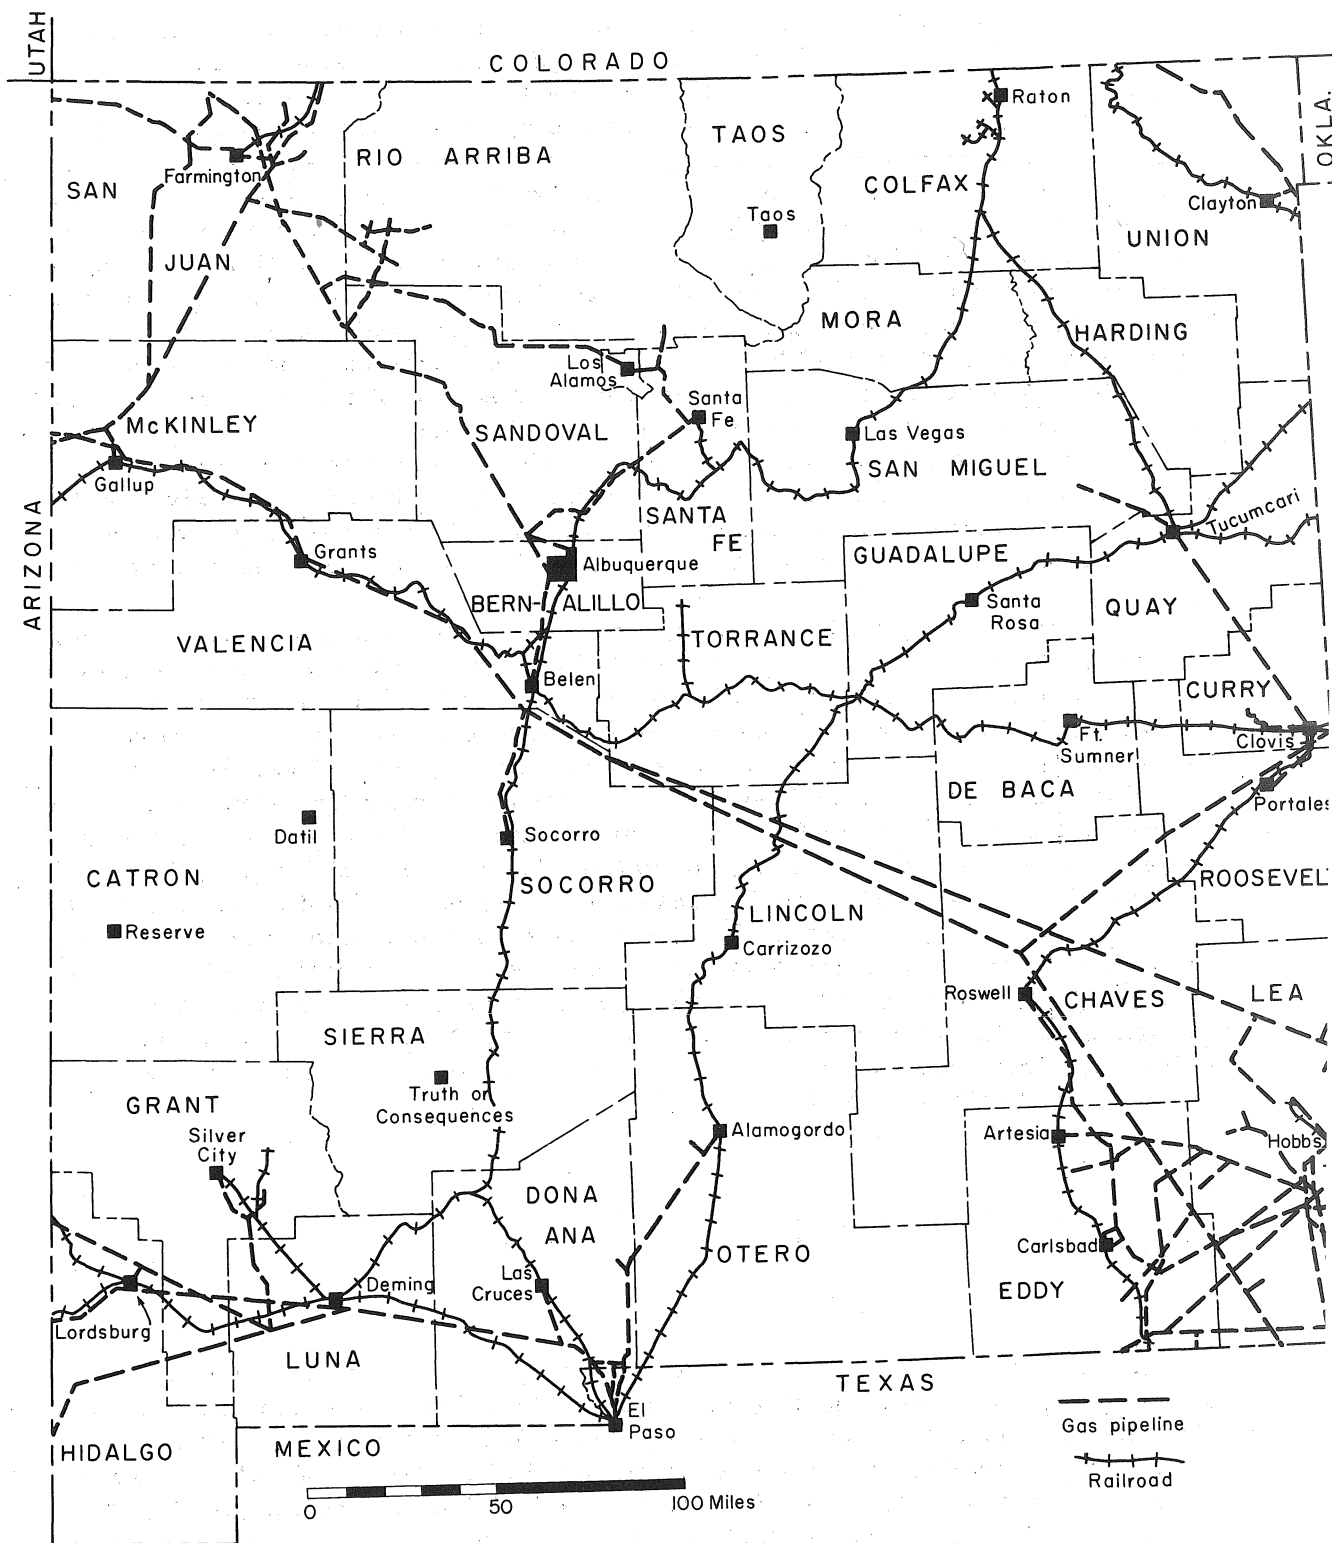 UTAH
COLORADO
Raton
OKLA.
TAOS
RIO ARRIBA
Farmington
SAN
COLFAX
Clayton
Taos
UNION
JUAN
MORA
HARDING
Los
Alamos
Santa
Fe
McKINLEY
SANDOVAL
Las Vegas
SAN MIGUEL
Gallup
Tucumcari
SANTA
FE
ARIZONA
Grants
GUADALUPE
Albuquerque
Santa
Rosa
BERN-ALILLO
QUAY
VALENCIA
TORRANCE
Belen
CURRY
Ft.
Sumner
Clovis
DE BACA
Portales
Datil
Socorro
CATRON
SOCORRO
ROOSEVEL
LINCOLN
Reserve
Carrizozo
Roswell
CHAVES
LEA
SIERRA
Truth or
Consequences
GRANT
Silver
City
Alamogordo
Artesia
Hobbs
DONA
ANA
Carlsbad
OTERO
Las
Cruces
Deming
EDDY
Lordsburg
LUNA
TEXAS
El
Paso
Gas pipeline
HIDALGO
MEXICO
Railroad
0 50 100 Miles